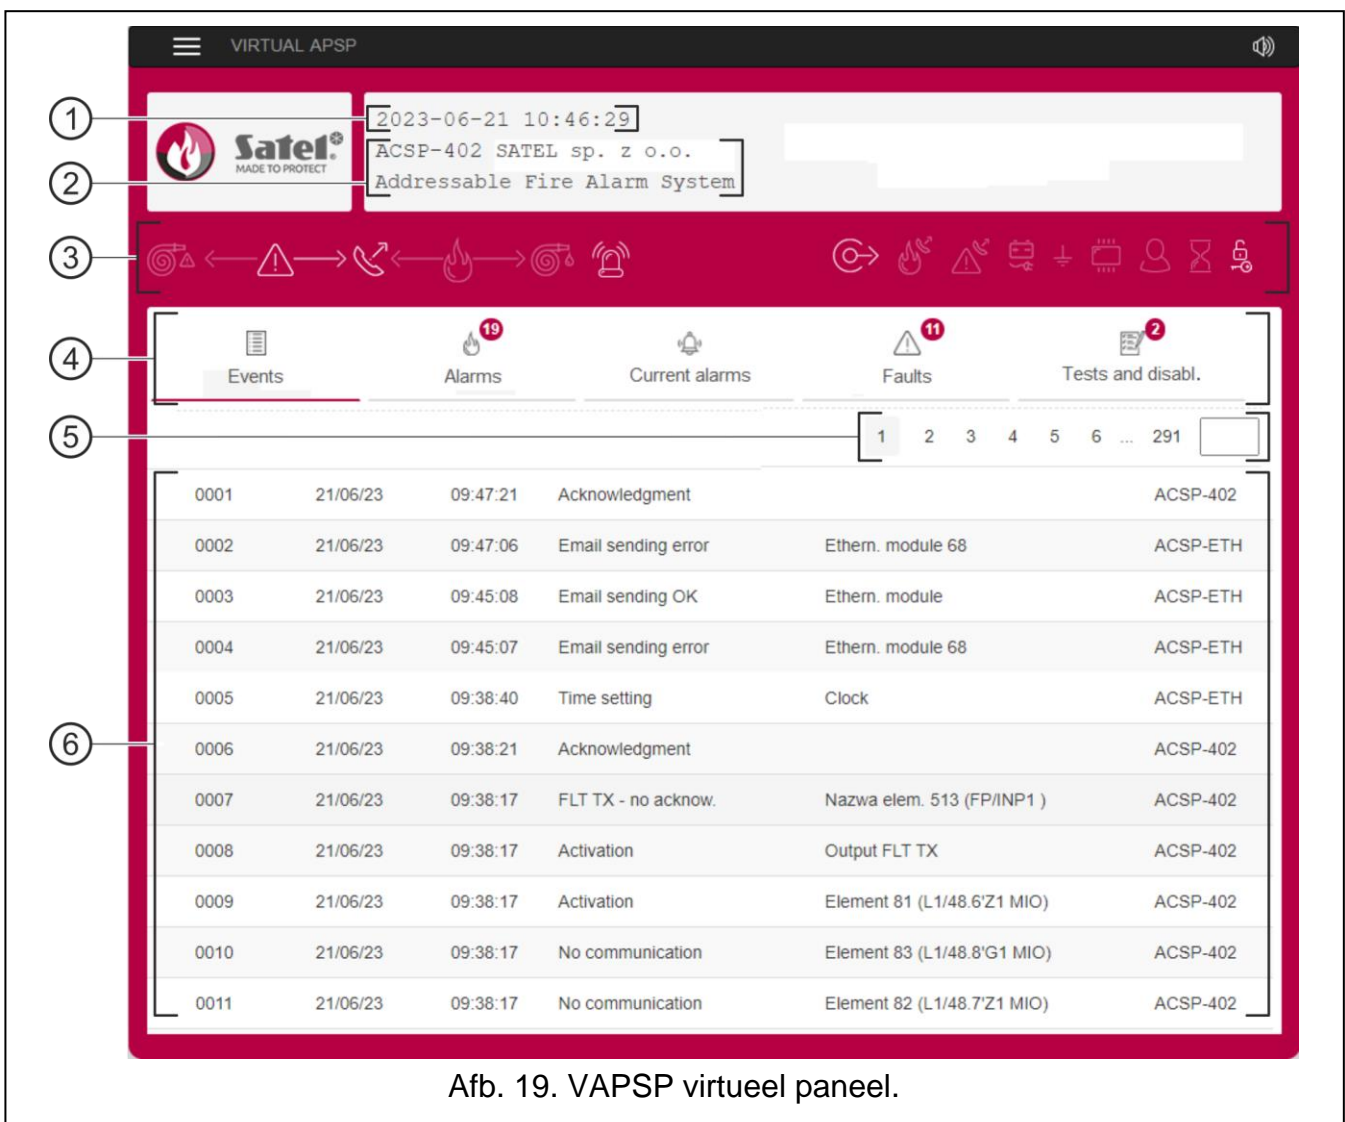 VIRTUAL APSP
1
2023-06-21 10:46:29
Satel®
MADE TO PROTECT
ACSP-402 SATEL sp. z o.o.
2
Addressable Fire Alarm System
3
4
19
11
2
Events
Alarms
Current alarms
Faults
Tests and disabl.
5
1 2 3 4 5 6 ... 291
0001 21/06/23 09:47:21 Acknowledgment ACSP-402
0002 21/06/23 09:47:06 Email sending error Ethern. module 68 ACSP-ETH
0003 21/06/23 09:45:08 Email sending OK Ethern. module ACSP-ETH
0004 21/06/23 09:45:07 Email sending error Ethern. module 68 ACSP-ETH
0005 21/06/23 09:38:40 Time setting Clock ACSP-ETH
6
0006 21/06/23 09:38:21 Acknowledgment ACSP-402
0007 21/06/23 09:38:17 FLT TX - no acknow. Nazwa elem. 513 (FP/INP1 ) ACSP-402
0008 21/06/23 09:38:17 Activation Output FLT TX ACSP-402
0009 21/06/23 09:38:17 Activation Element 81 (L1/48.6'Z1 MIO) ACSP-402
0010 21/06/23 09:38:17 No communication Element 83 (L1/48.8'G1 MIO) ACSP-402
0011 21/06/23 09:38:17 No communication Element 82 (L1/48.7'Z1 MIO) ACSP-402
Afb. 19. VAPSP virtueel paneel.